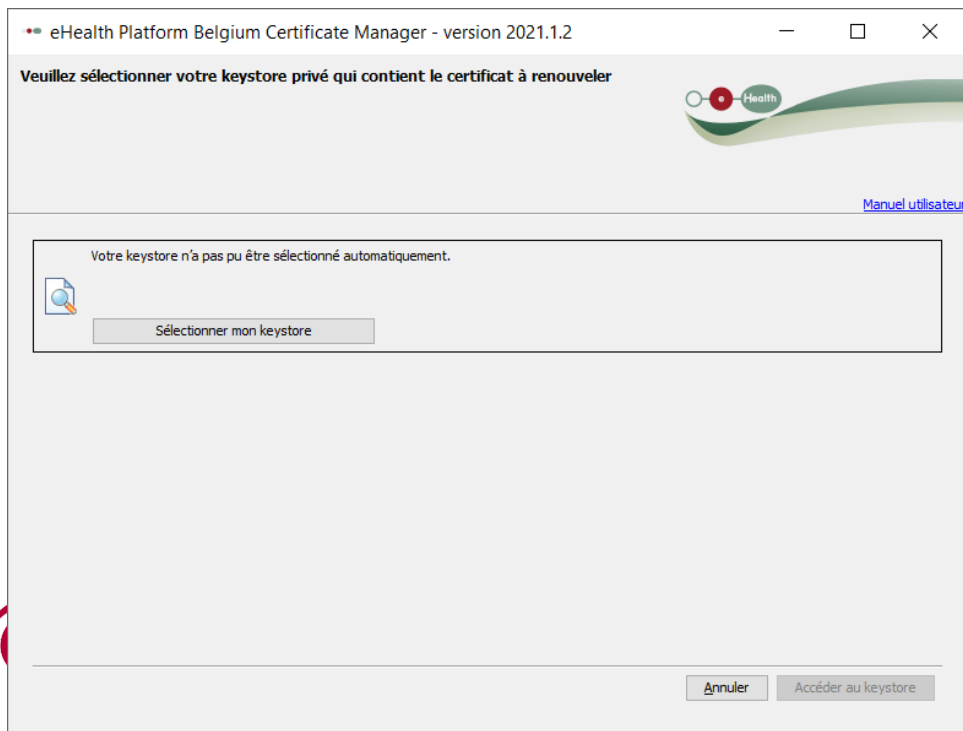 eHealth Platform Belgium Certificate Manager - version 2021.1.2
Veuillez sélectionner votre keystore privé qui contient le certificat à renouveler
e Health
Manuel utilisateur
Votre keystore n'a pas pu être sélectionné automatiquement.
Sélectionner mon keystore
Annuler
Accéder au keystore